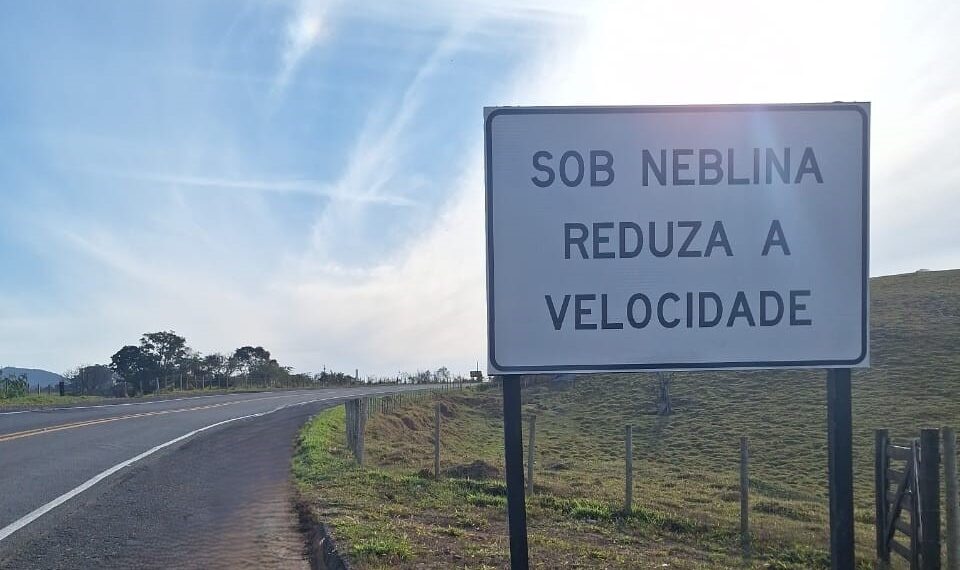 SOB NEBLINA
REDUZA A
VELOCIDADE